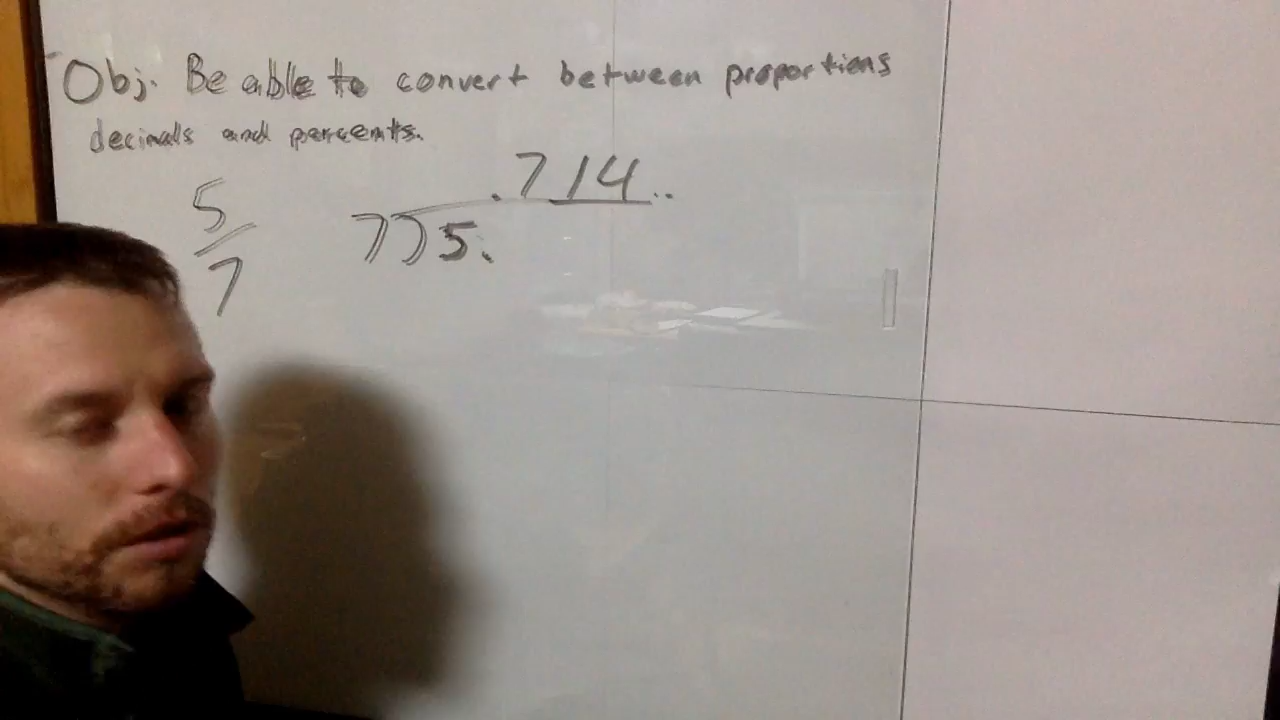 Obj. Be able to convert between proportions
decimals and percents.
.714..
5/7 7)5.